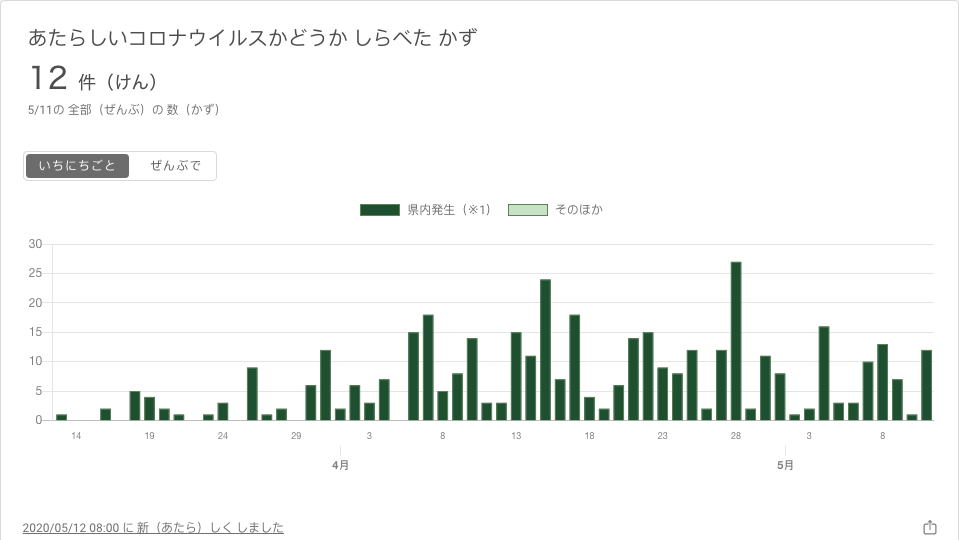 あたらしいコロナウイルスかどうか しらべた かず
12 件（けん）
5/11の 全部（ぜんぶ）の 数（かず）
いちにちごと ぜんぶで
県内発生（※1） そのほか
30
25
20
15
10
5
0
14 19 24 29 3 8 13 18 23 28 3 8
4月 5月
2020/05/12 08:00 に 新（あたら）しく しました